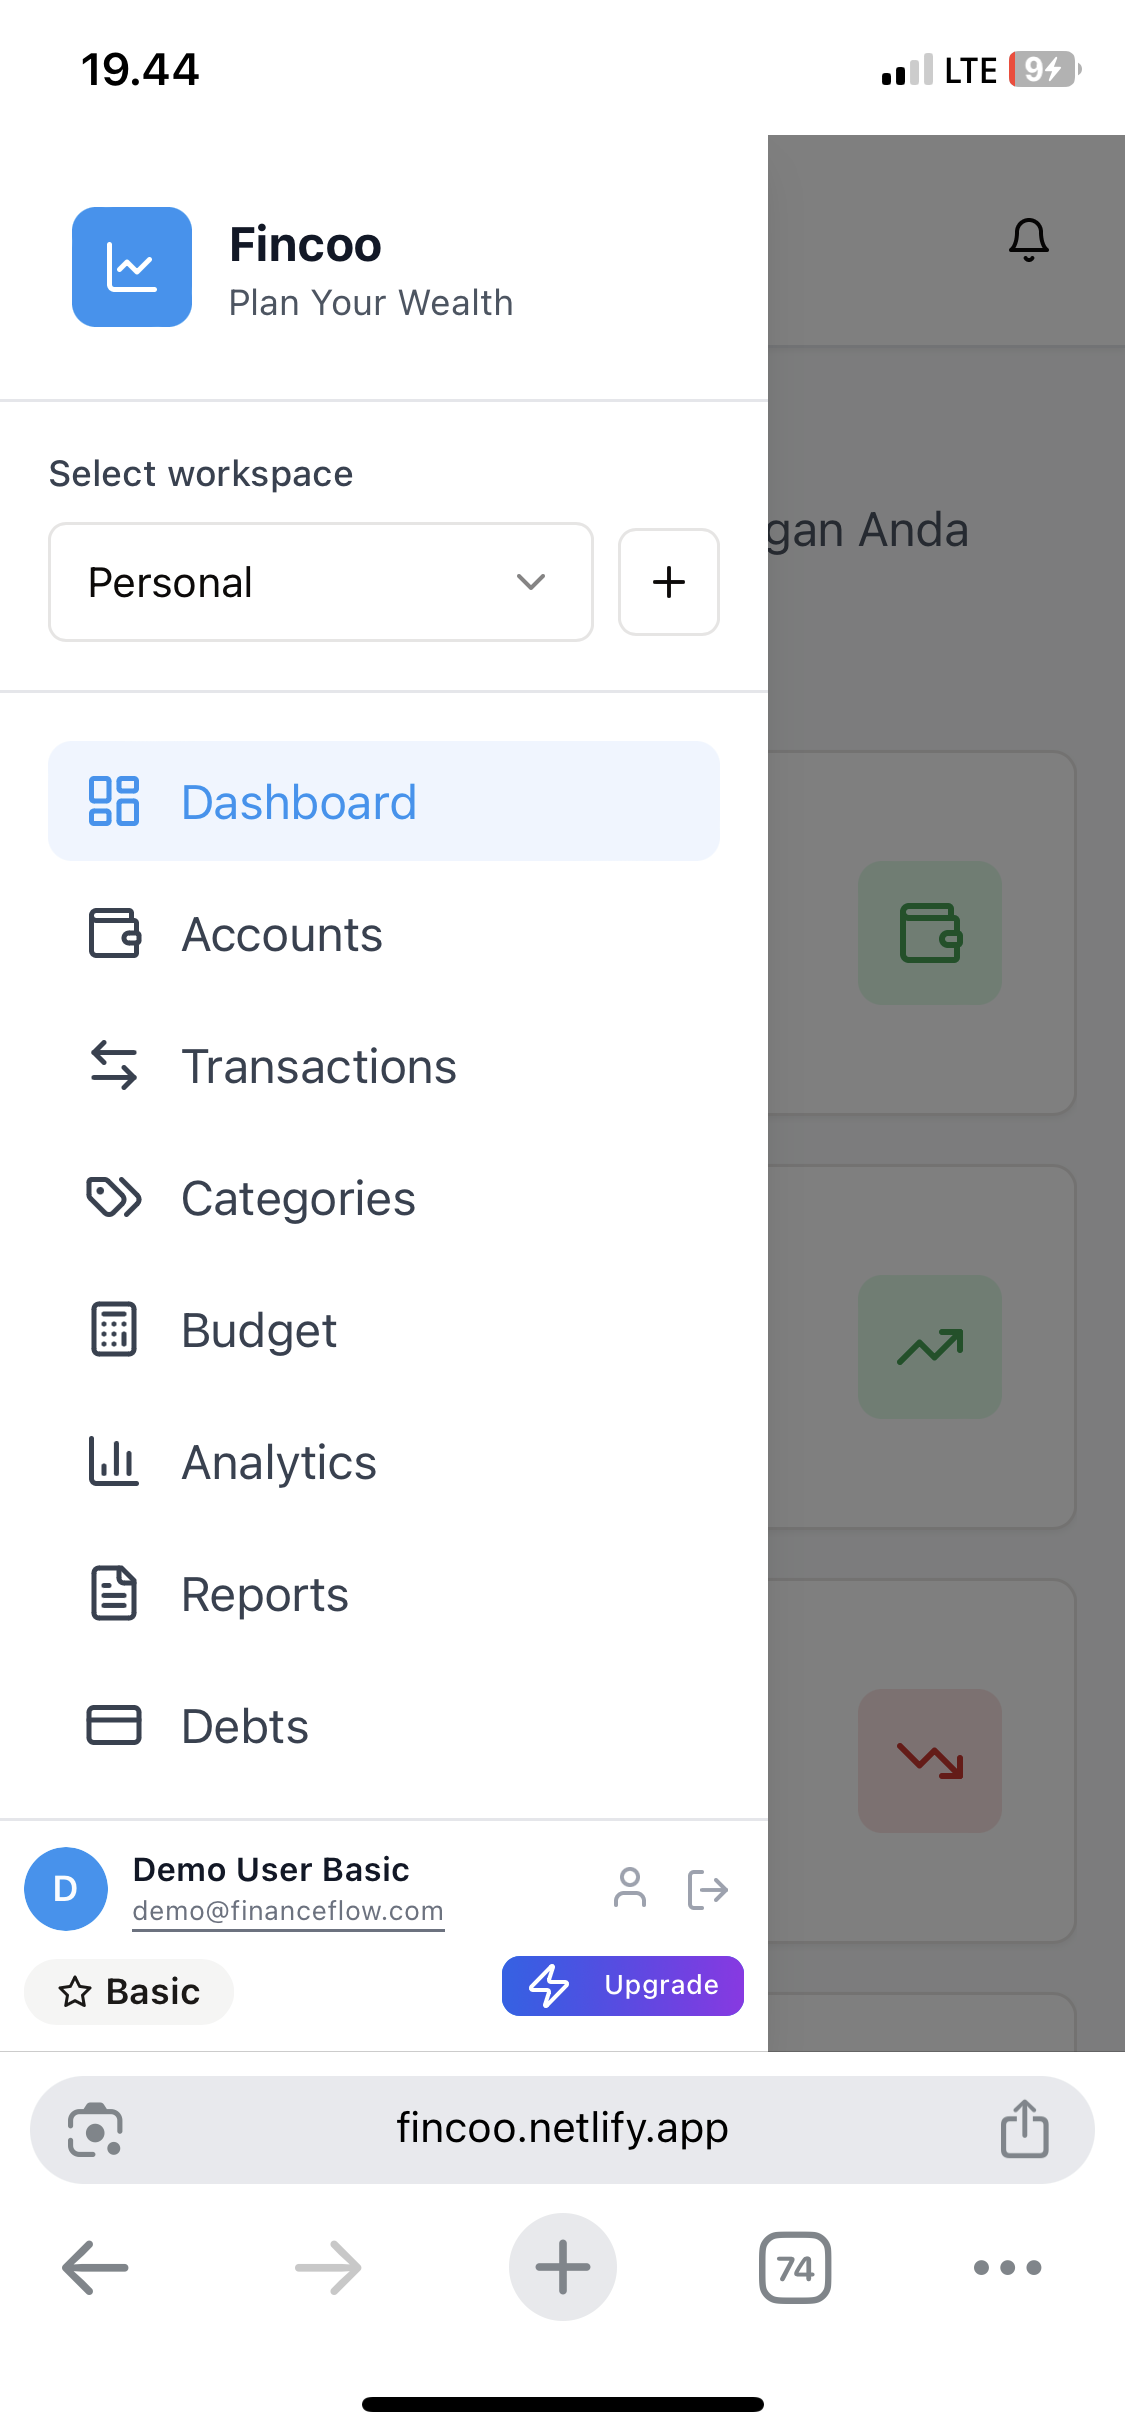 19.44
LTE
9
Fincoo
Plan Your Wealth
Select workspace
Personal
gan Anda
Dashboard
Accounts
Transactions
Categories
Budget
Analytics
Reports
Debts
D
Demo User Basic
demo@financeflow.com
Basic
Upgrade
fincoo.netlify.app
74